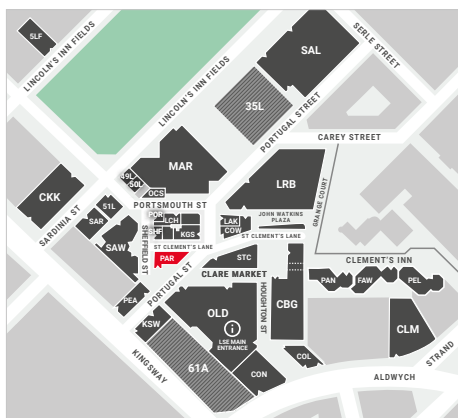 5LF
LINCOLN'S INN FIELDS
LINCOLN'S INN FIELDS
SAL
SERLE STREET
35L
PORTUGAL STREET
CAREY STREET
MAR
49L
50L
OCS
CKK
LRB
GRANGE COURT
PORTSMOUTH ST
51L
SAR
SARDINIA ST
POR
LCH
LAK
JOHN WATKINS
PLAZA
SHEFFIELD ST
SHF
KGS
COW
ST CLEMENT'S LANE
ST CLEMENT'S LANE
SAW
PAR
STC
CLEMENT'S INN
CLARE MARKET
PORTUGAL ST
PAN
FAW
PEL
PEA
OLD
HOUGHTON ST
CBG
KSW
LSE MAIN
ENTRANCE
CLM
KINGSWAY
61A
CON
COL
STRAND
ALDWYCH